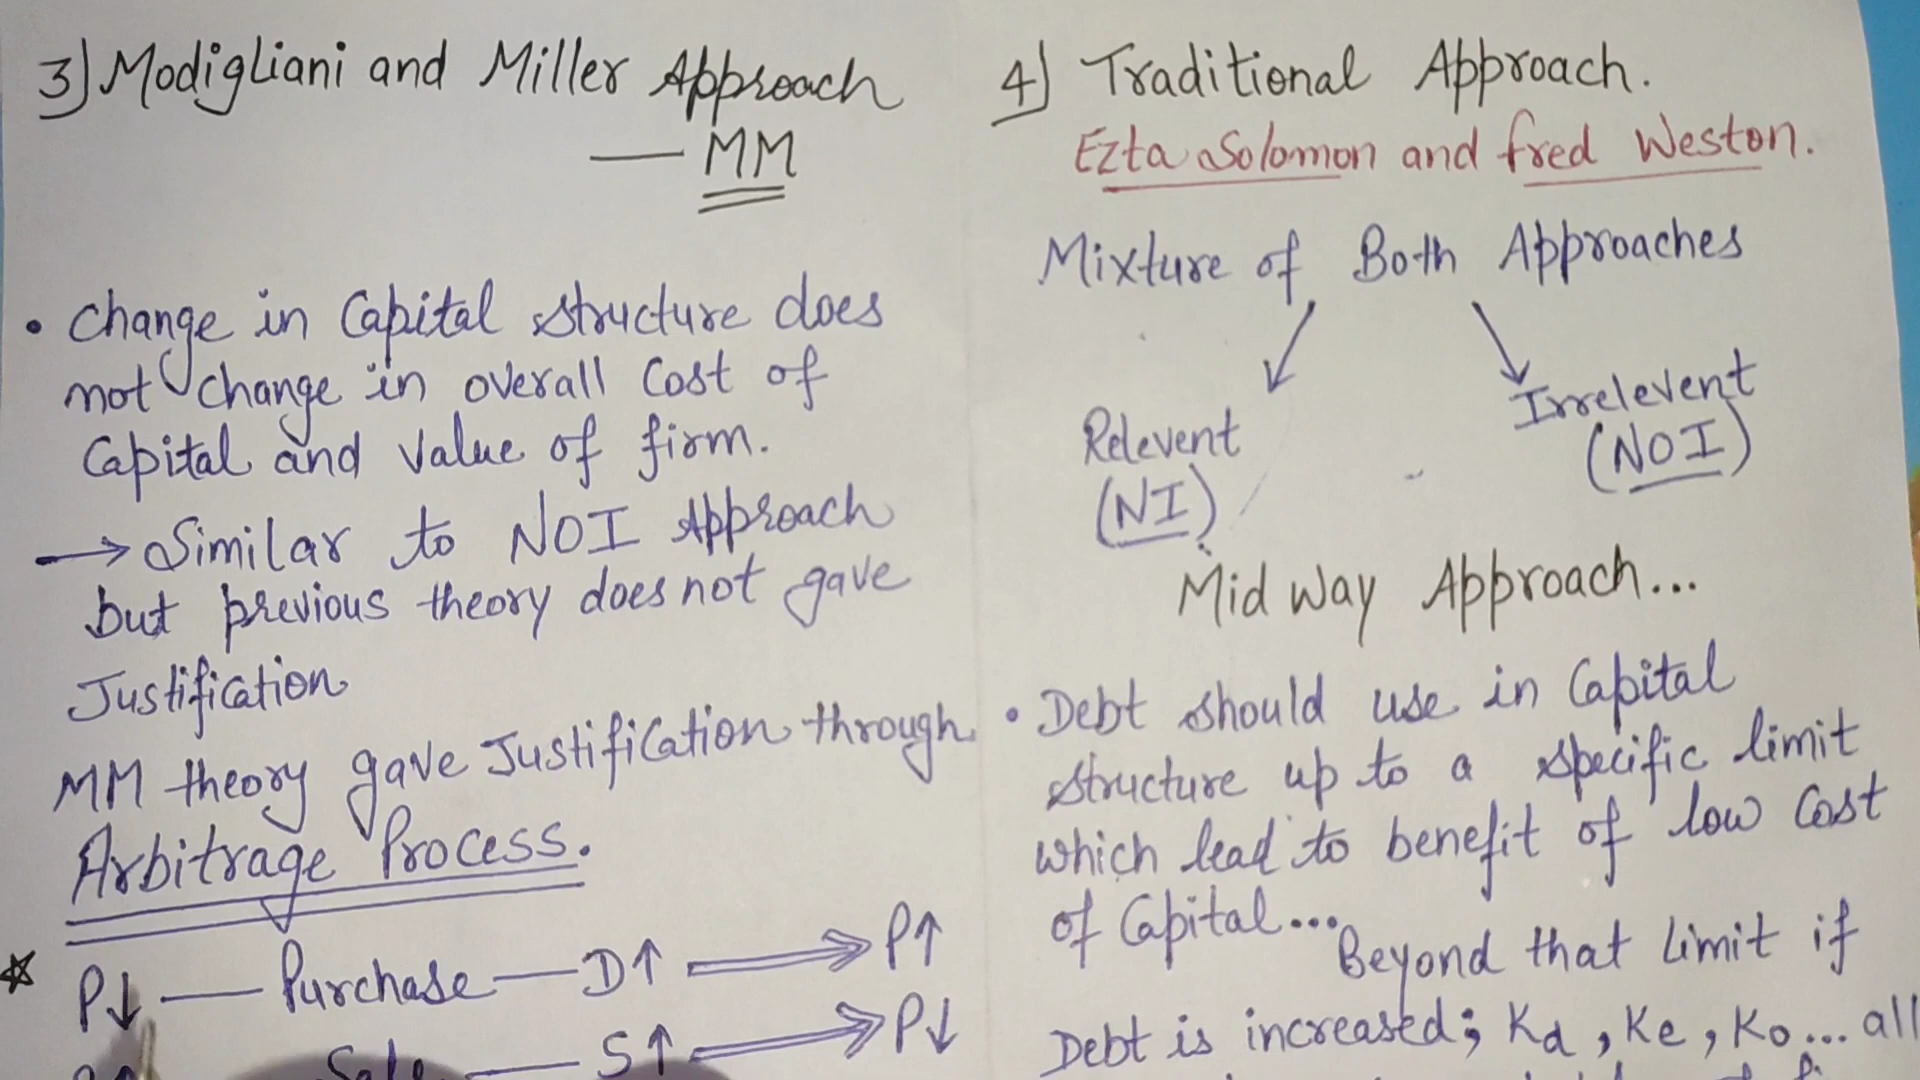 3) Modigliani and Miller Approach
— MM
• Change in Capital structure does
not change in overall Cost of
Capital and Value of firm.
→ Similar to NOI Approach
but previous theory does not gave
Justification
MM theory gave Justification through
Arbitrage Process.
☆ P↓ — Purchase — D↑ ⇒ P↑
Sale — S↑ ⇒ P↓
4) Traditional Approach.
Ezta Solomon and fred Weston.
Mixture of Both Approaches
Relevent
(NI)
Irrelevent
(NOI)
Mid Way Approach...
• Debt should use in Capital
structure up to a specific limit
which lead to benefit of low Cost
of Capital...
Beyond that limit if
Debt is increased; Kd, Ke, Ko... all